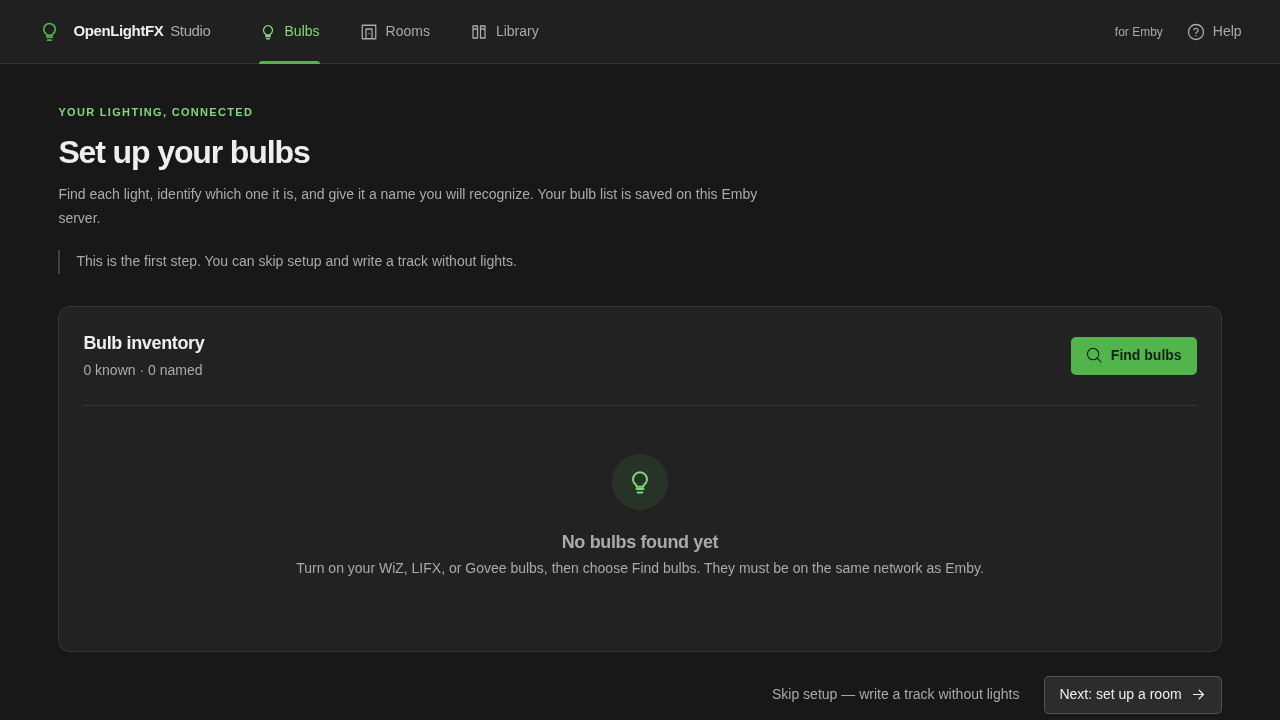 OpenLightFX Studio
Bulbs
Rooms
Library
for Emby
Help
YOUR LIGHTING, CONNECTED
Set up your bulbs
Find each light, identify which one it is, and give it a name you will recognize. Your bulb list is saved on this Emby
server.
This is the first step. You can skip setup and write a track without lights.
Bulb inventory
0 known · 0 named
Find bulbs
No bulbs found yet
Turn on your WiZ, LIFX, or Govee bulbs, then choose Find bulbs. They must be on the same network as Emby.
Skip setup — write a track without lights
Next: set up a room